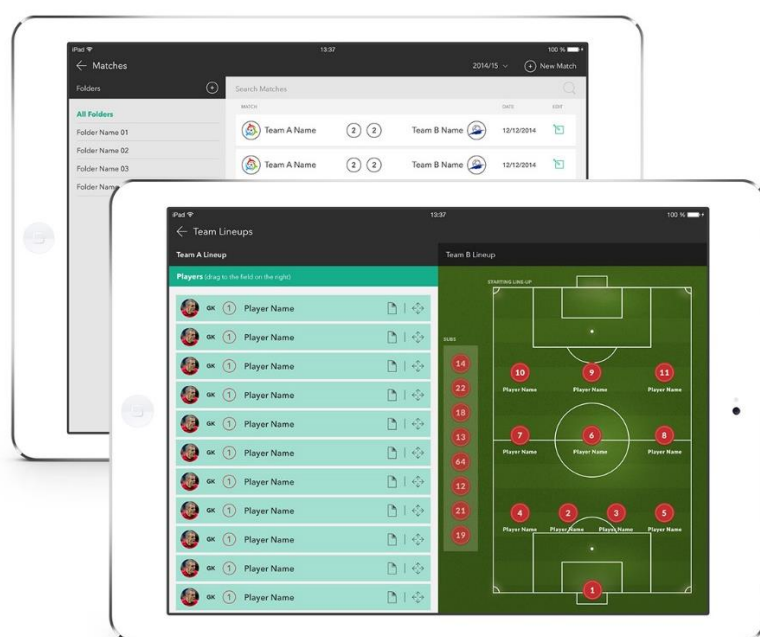 iPad 13:37 100 %
Matches 2014/15 New Match
Folders
Search Matches
All Folders
Folder Name 01
Folder Name 02
Folder Name 03
Folder Name
MATCH DATE EDIT
Team A Name 2 2 Team B Name 12/12/2014
Team A Name 2 2 Team B Name 12/12/2014
iPad 13:37 100 %
Team Lineups
Team A Lineup
Team B Lineup
Players (drag to the field on the right)
GK 1 Player Name
GK 1 Player Name
GK 1 Player Name
GK 1 Player Name
GK 1 Player Name
GK 1 Player Name
GK 1 Player Name
GK 1 Player Name
GK 1 Player Name
GK 1 Player Name
GK 1 Player Name
STARTING LINE-UP
SUBS
14
22
18
13
64
12
21
19
10 9 11
Player Name Player Name Player Name
7 6 8
Player Name Player Name Player Name
4 2 3 5
Player Name Player Name Player Name Player Name
1